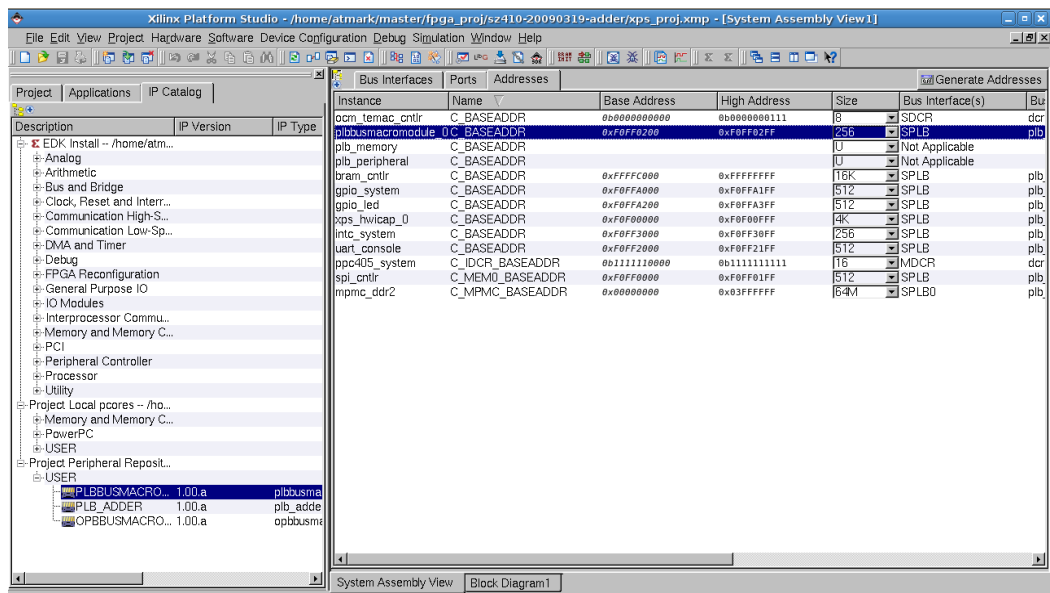 Xilinx Platform Studio - /home/atmark/master/fpga_proj/sz410-20090319-adder/xps_proj.xmp - [System Assembly View1]
File Edit View Project Hardware Software Device Configuration Debug Simulation Window Help
Project Applications IP Catalog
Description IP Version IP Type
EDK Install -- /home/atm...
Analog
Arithmetic
Bus and Bridge
Clock, Reset and Interr...
Communication High-S...
Communication Low-Sp...
DMA and Timer
Debug
FPGA Reconfiguration
General Purpose IO
IO Modules
Interprocessor Commu...
Memory and Memory C...
PCI
Peripheral Controller
Processor
Utility
Project Local pcores -- /ho...
Memory and Memory C...
PowerPC
USER
Project Peripheral Reposit...
USER
PLBBUSMACRO... 1.00.a plbbusma
PLB_ADDER 1.00.a plb_adde
OPBBUSMACRO... 1.00.a opbbusma
Bus Interfaces Ports Addresses Generate Addresses
Instance Name Base Address High Address Size Bus Interface(s) Bu
ocm_temac_cntlr C_BASEADDR 0b0000000000 0b0000000111 8 SDCR dcr
plbbusmacromodule_0 C_BASEADDR 0xF0FF0200 0xF0FF02FF 256 SPLB plb
plb_memory C_BASEADDR U Not Applicable
plb_peripheral C_BASEADDR U Not Applicable
bram_cntlr C_BASEADDR 0xFFFFC000 0xFFFFFFFF 16K SPLB plb_
gpio_system C_BASEADDR 0xF0FFA000 0xF0FFA1FF 512 SPLB plb_
gpio_led C_BASEADDR 0xF0FFA200 0xF0FFA3FF 512 SPLB plb_
xps_hwicap_0 C_BASEADDR 0xF0F00000 0xF0F00FFF 4K SPLB plb_
intc_system C_BASEADDR 0xF0FF3000 0xF0FF30FF 256 SPLB plb_
uart_console C_BASEADDR 0xF0FF2000 0xF0FF21FF 512 SPLB plb_
ppc405_system C_IDCR_BASEADDR 0b1111110000 0b1111111111 16 MDCR dcr
spi_cntlr C_MEM0_BASEADDR 0xF0FF0000 0xF0FF01FF 512 SPLB plb_
mpmc_ddr2 C_MPMC_BASEADDR 0x00000000 0x03FFFFFF 64M SPLB0 plb_
System Assembly View Block Diagram1